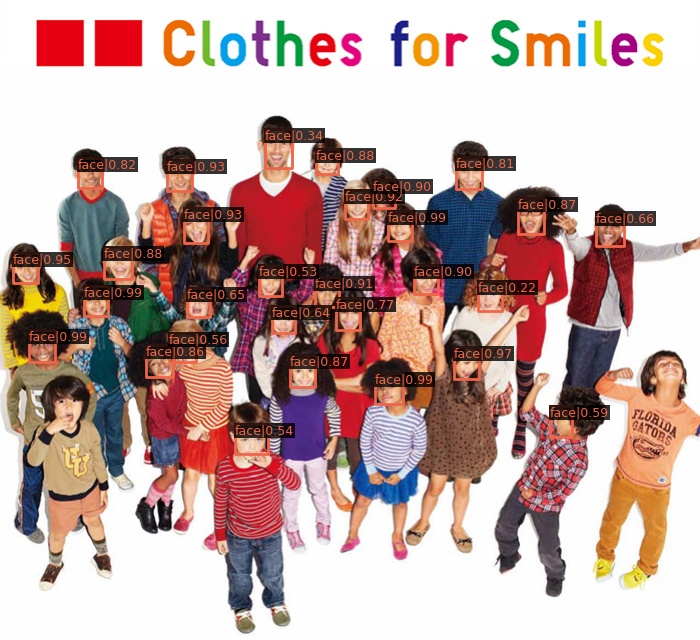 Clothes for Smiles
face|0.34
face|0.88
face|0.82
face|0.93
face|0.81
face|0.90
face|0.92
face|0.87
face|0.66
face|0.93
face|0.99
face|0.95
face|0.88
face|0.53
face|0.90
face|0.91
face|0.22
face|0.99
face|0.65
face|0.77
face|0.64
face|0.99
face|0.56
face|0.86
face|0.97
face|0.87
face|0.99
face|0.59
FLORIDA
GATORS
face|0.54